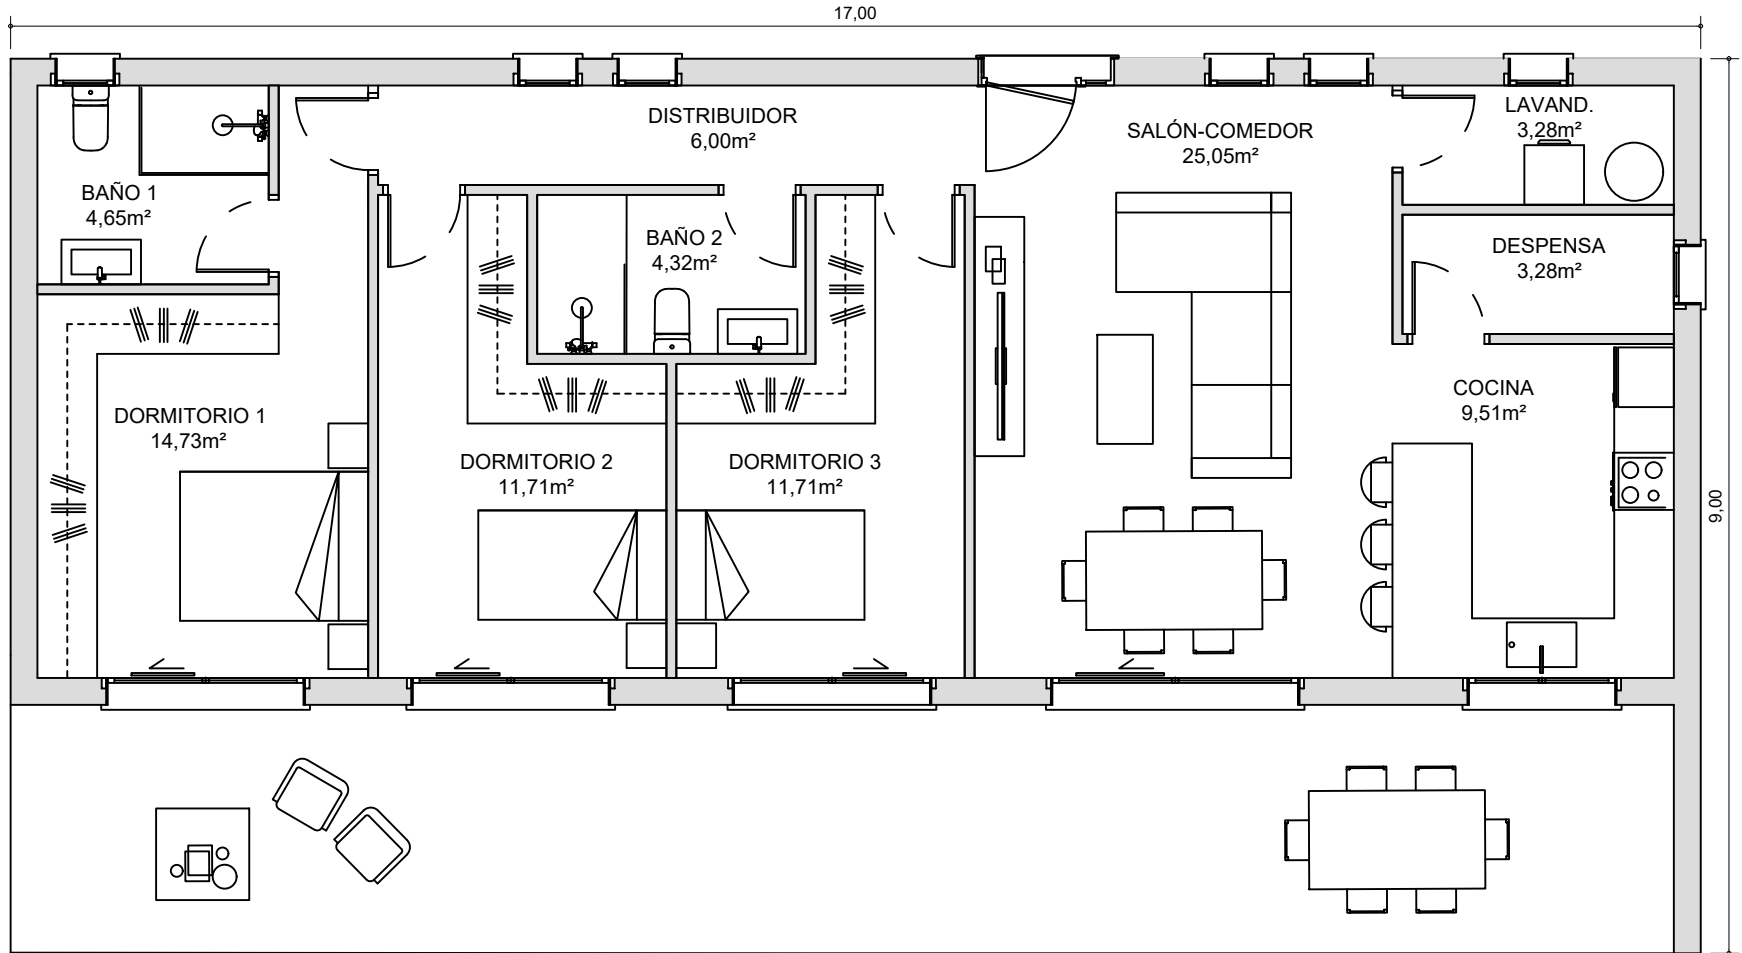 17,00
DISTRIBUIDOR
6,00m²
SALÓN-COMEDOR
25,05m²
LAVAND.
3,28m²
BAÑO 1
4,65m²
BAÑO 2
4,32m²
DESPENSA
3,28m²
DORMITORIO 1
14,73m²
COCINA
9,51m²
DORMITORIO 2
11,71m²
DORMITORIO 3
11,71m²
9,00